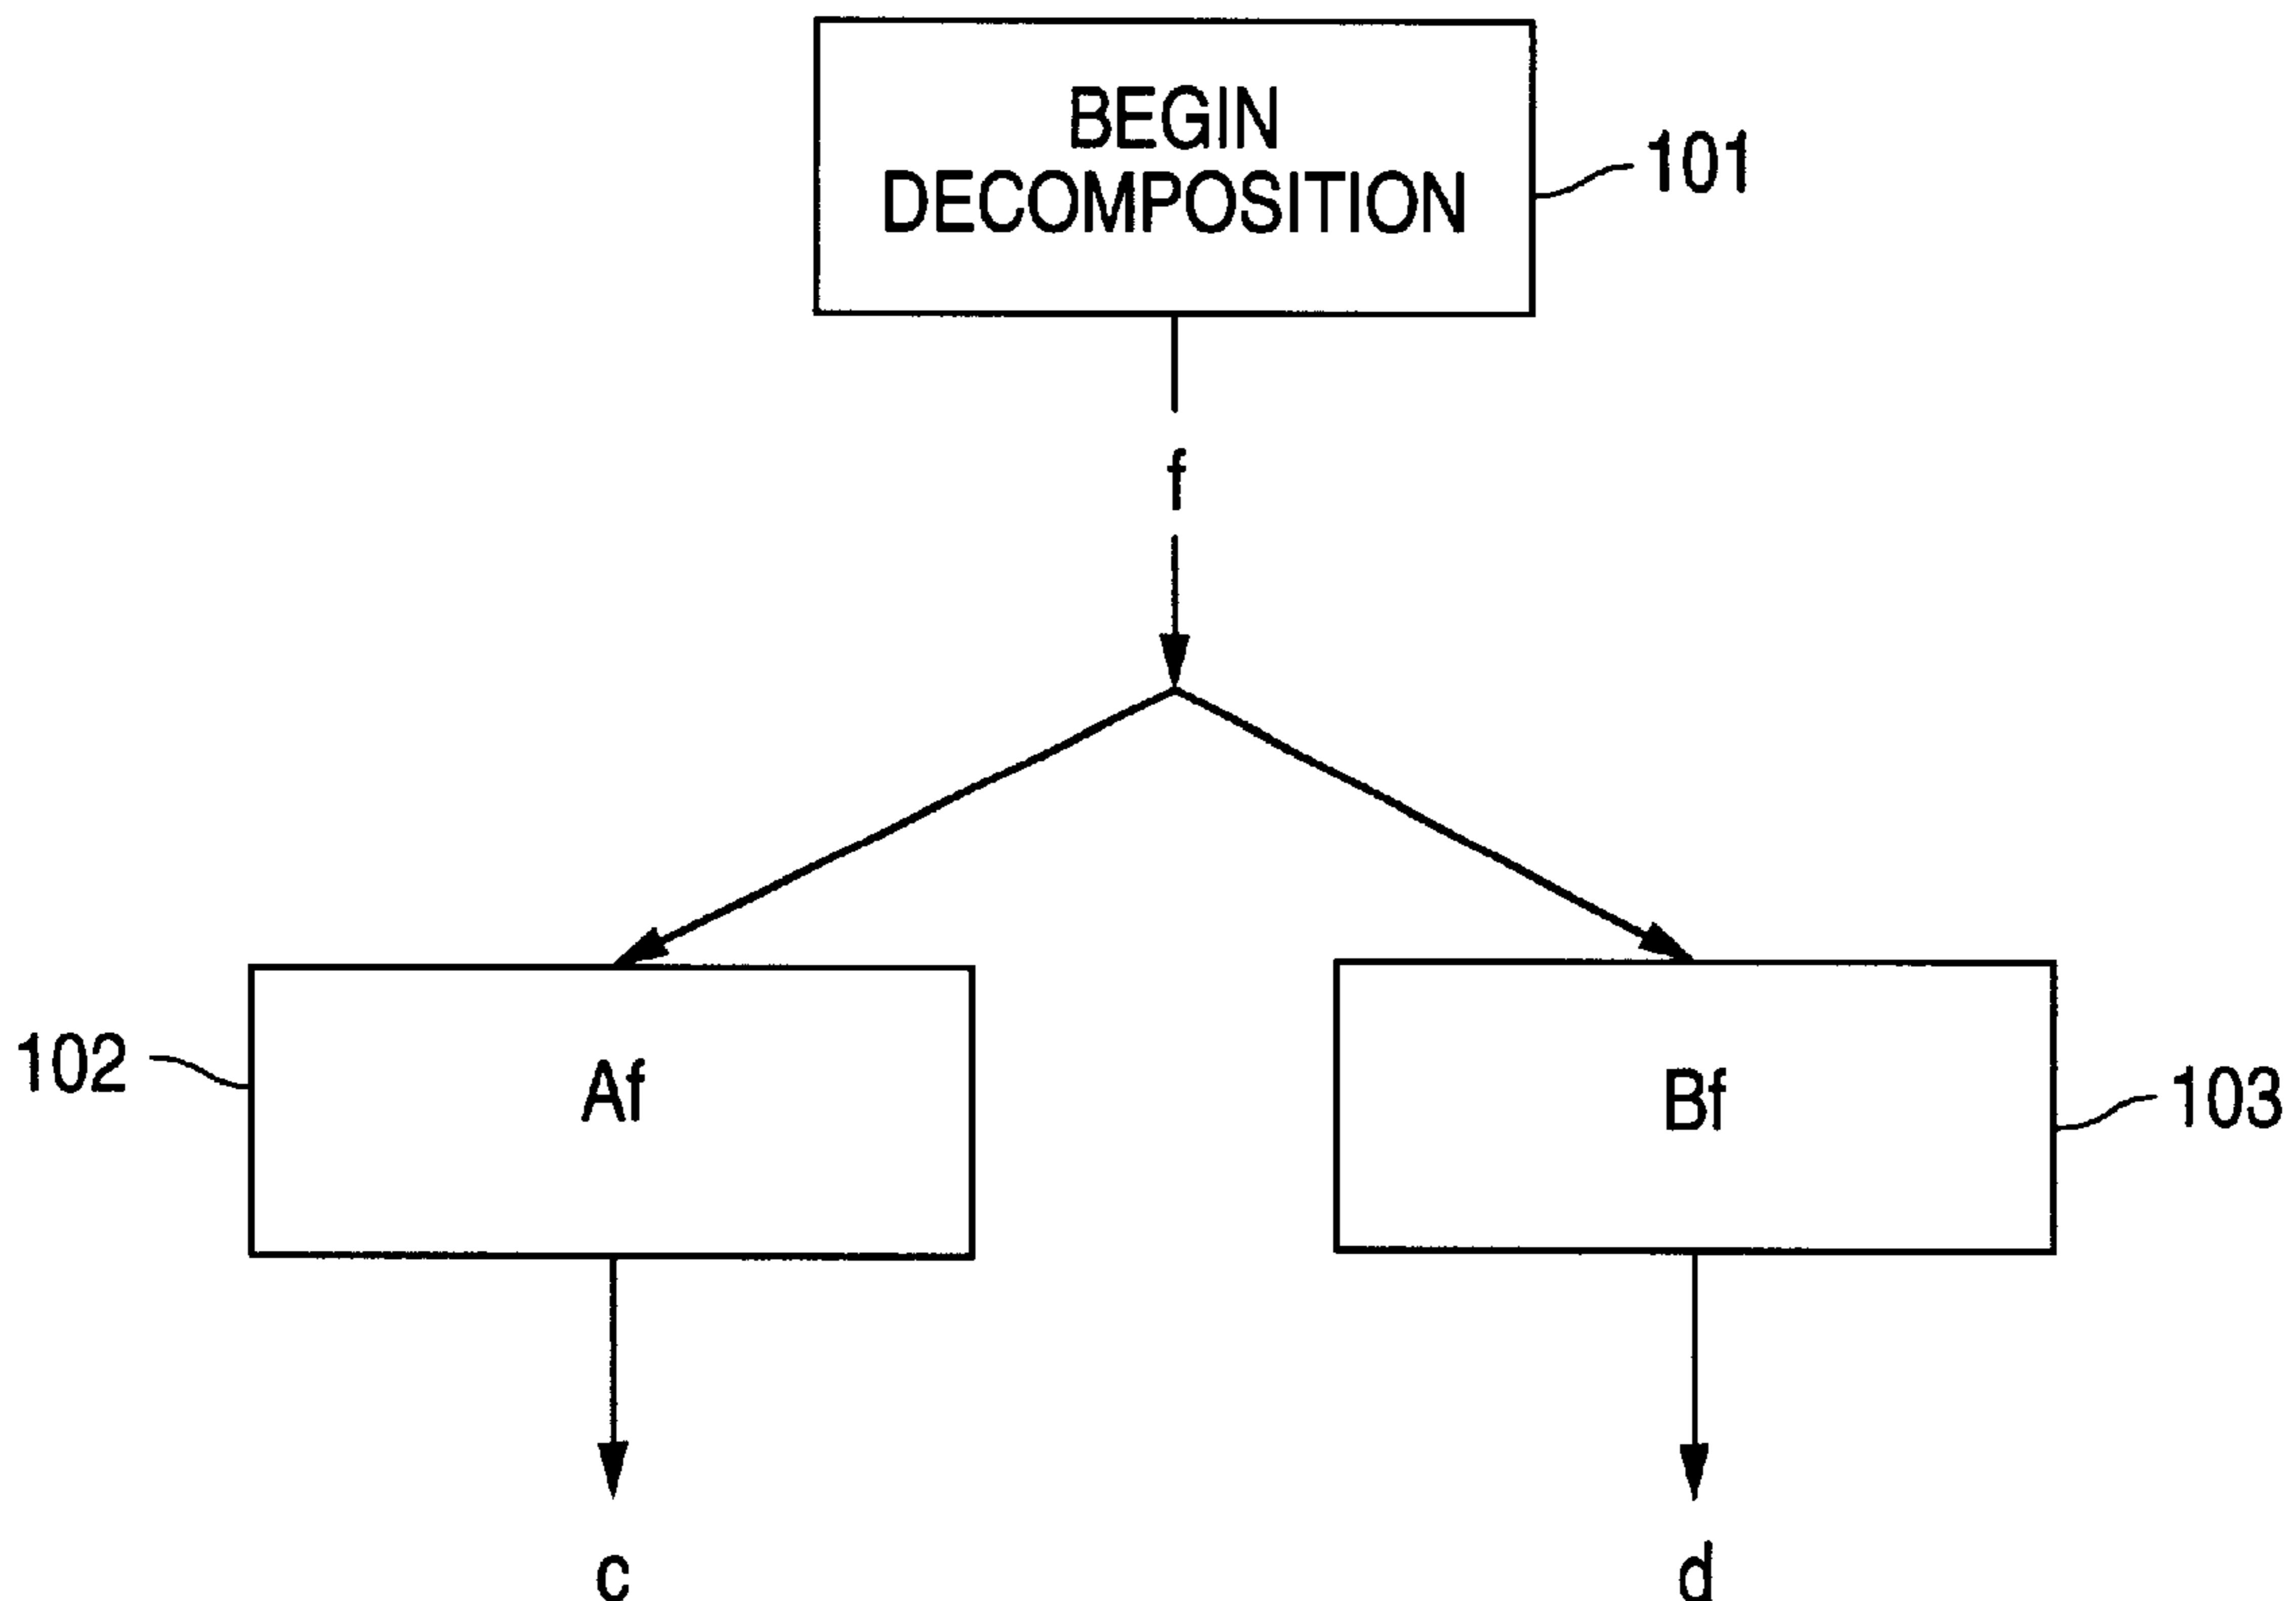 BEGIN
DECOMPOSITION
101
f
102
Af
Bf
103
c
d